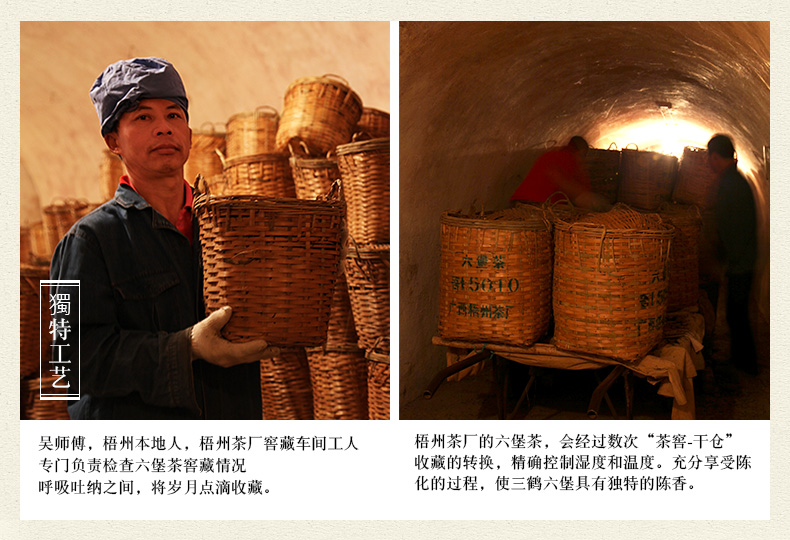 獨特工艺
六堡茶
广西梧州茶厂
吴师傅，梧州本地人，梧州茶厂窖藏车间工人
专门负责检查六堡茶窖藏情况
呼吸吐纳之间，将岁月点滴收藏。
梧州茶厂的六堡茶，会经过数次“茶窖-干仓”
收藏的转换，精确控制湿度和温度。充分享受陈
化的过程，使三鹤六堡具有独特的陈香。